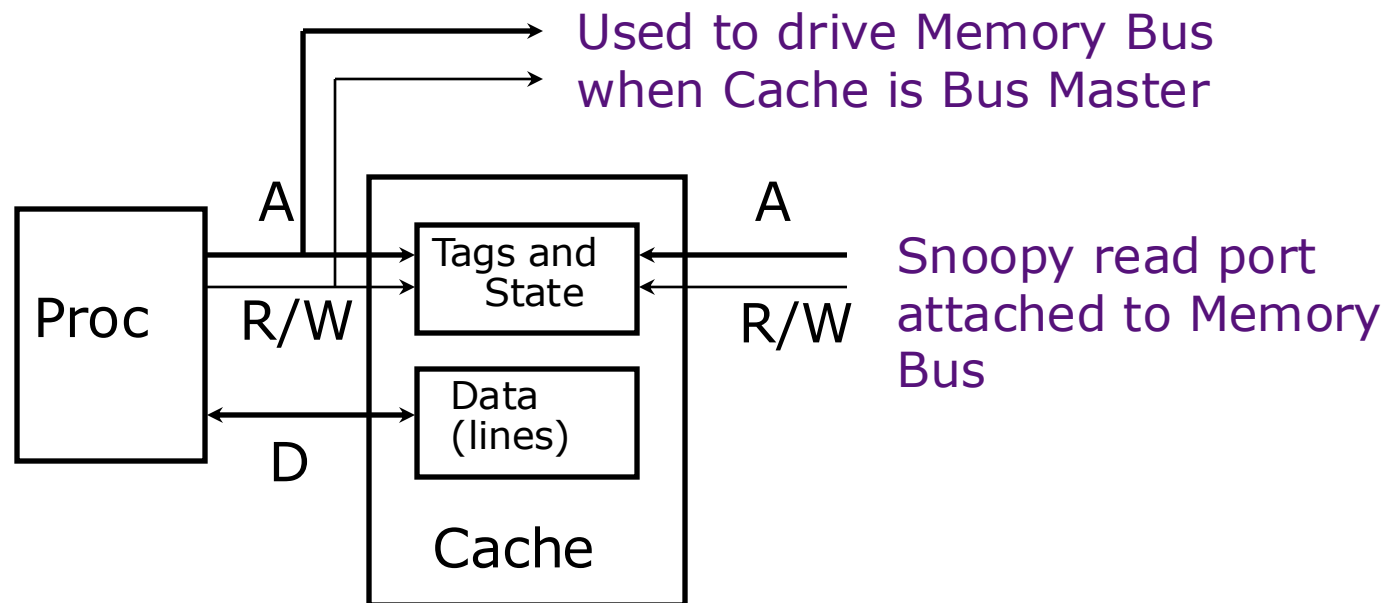 Used to drive Memory Bus
when Cache is Bus Master
A
A
Tags and
State
Snoopy read port
attached to Memory
Bus
Proc
R/W
R/W
Data
(lines)
D
Cache